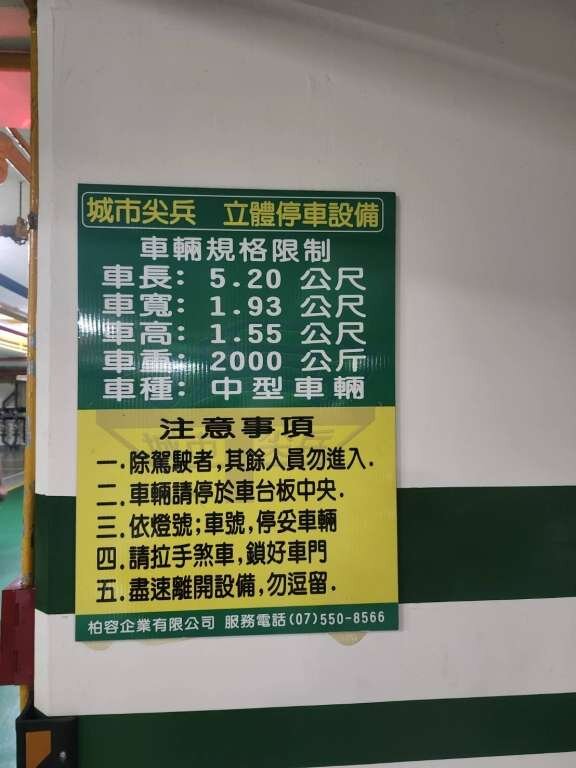 城市尖兵 立體停車設備
車輛規格限制
車長: 5.20 公尺
車寬: 1.93 公尺
車高: 1.55 公尺
車重: 2000 公斤
車種: 中型車輛
注意事項
一.除駕駛者,其餘人員勿進入.
二.車輛請停於車台板中央.
三.依燈號;車號,停妥車輛
四.請拉手煞車,鎖好車門
五.盡速離開設備,勿逗留.
柏容企業有限公司 服務電話(07)550-8566